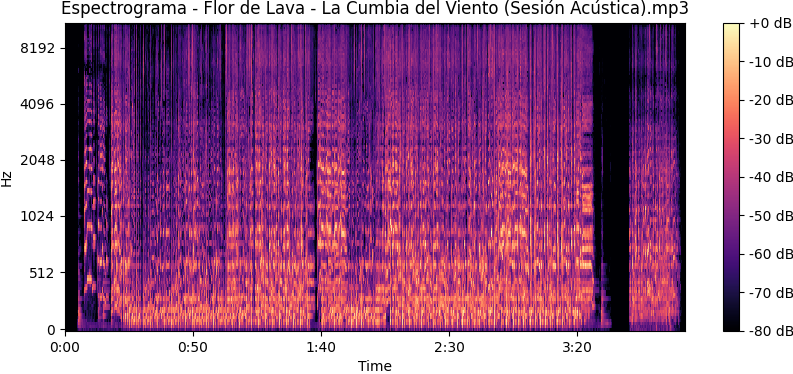 Espectrograma - Flor de Lava - La Cumbia del Viento (Sesión Acústica).mp3
+0 dB
8192
-10 dB
4096
-20 dB
-30 dB
2048
Hz
-40 dB
1024
-50 dB
-60 dB
512
-70 dB
0
-80 dB
0:00
0:50
1:40
2:30
3:20
Time